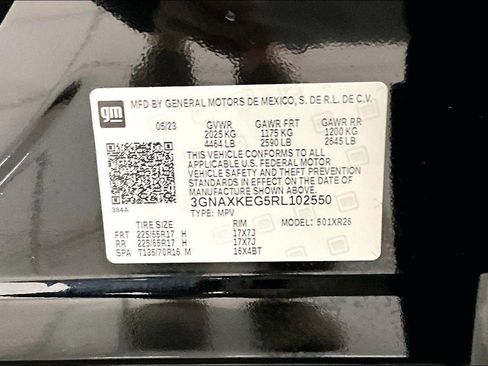 gm
MFD BY GENERAL MOTORS DE MEXICO, S. DE R.L. DE C.V.
05/23 GVWR GAWR FRT GAWR RR
2025 KG 1175 KG 1200 KG
4464 LB 2590 LB 2645 LB
THIS VEHICLE CONFORMS TO ALL
APPLICABLE U.S. FEDERAL MOTOR
VEHICLE SAFETY AND THEFT PREVENTION
STANDARDS IN EFFECT ON THE DATE
OF MANUFACTURE SHOWN ABOVE.
384A
3GNAXKEG5RL102550
TYPE: MPV MODEL: 501XR26
TIRE SIZE RIM
FRT 225/65R17 H 17X7J
RR 225/65R17 H 17X7J
SPA T135/70R16 M 16X4BT